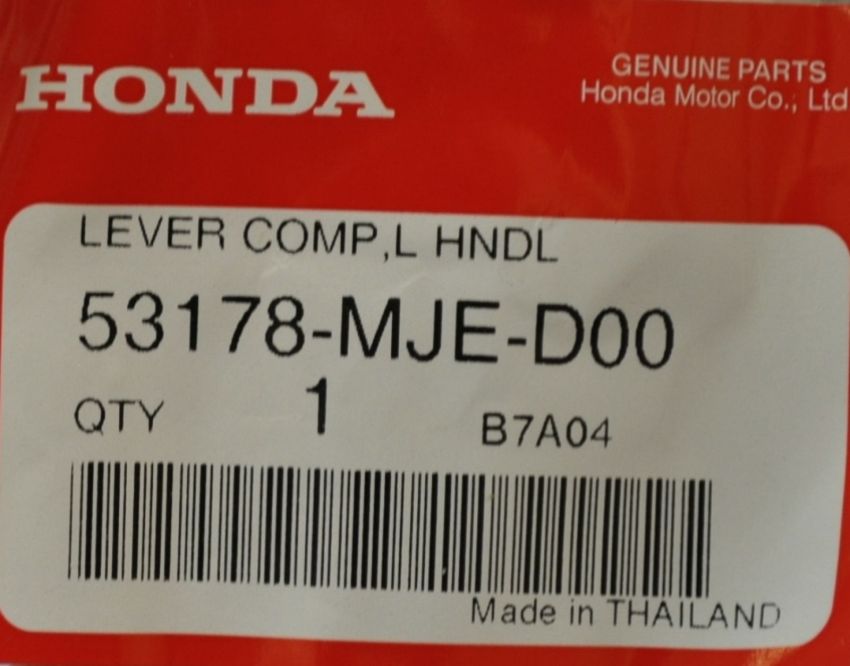 HONDA
GENUINE PARTS
Honda Motor Co., Ltd
LEVER COMP,L HNDL
53178-MJE-D00
QTY 1 B7A04
Made in THAILAND